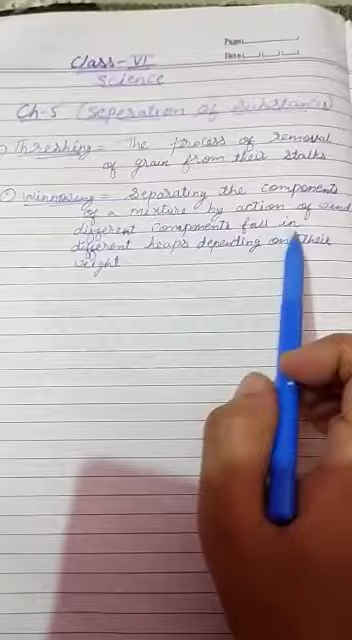 Page:
Date:
Class - VI
Science
Ch-5 (Seperation of Substance)
Threshing = The process of removal
of grain from their stalks.
Winnowing = Separating the components
of a mixture by action of wind
different components fall in
different heaps depending on their
weight